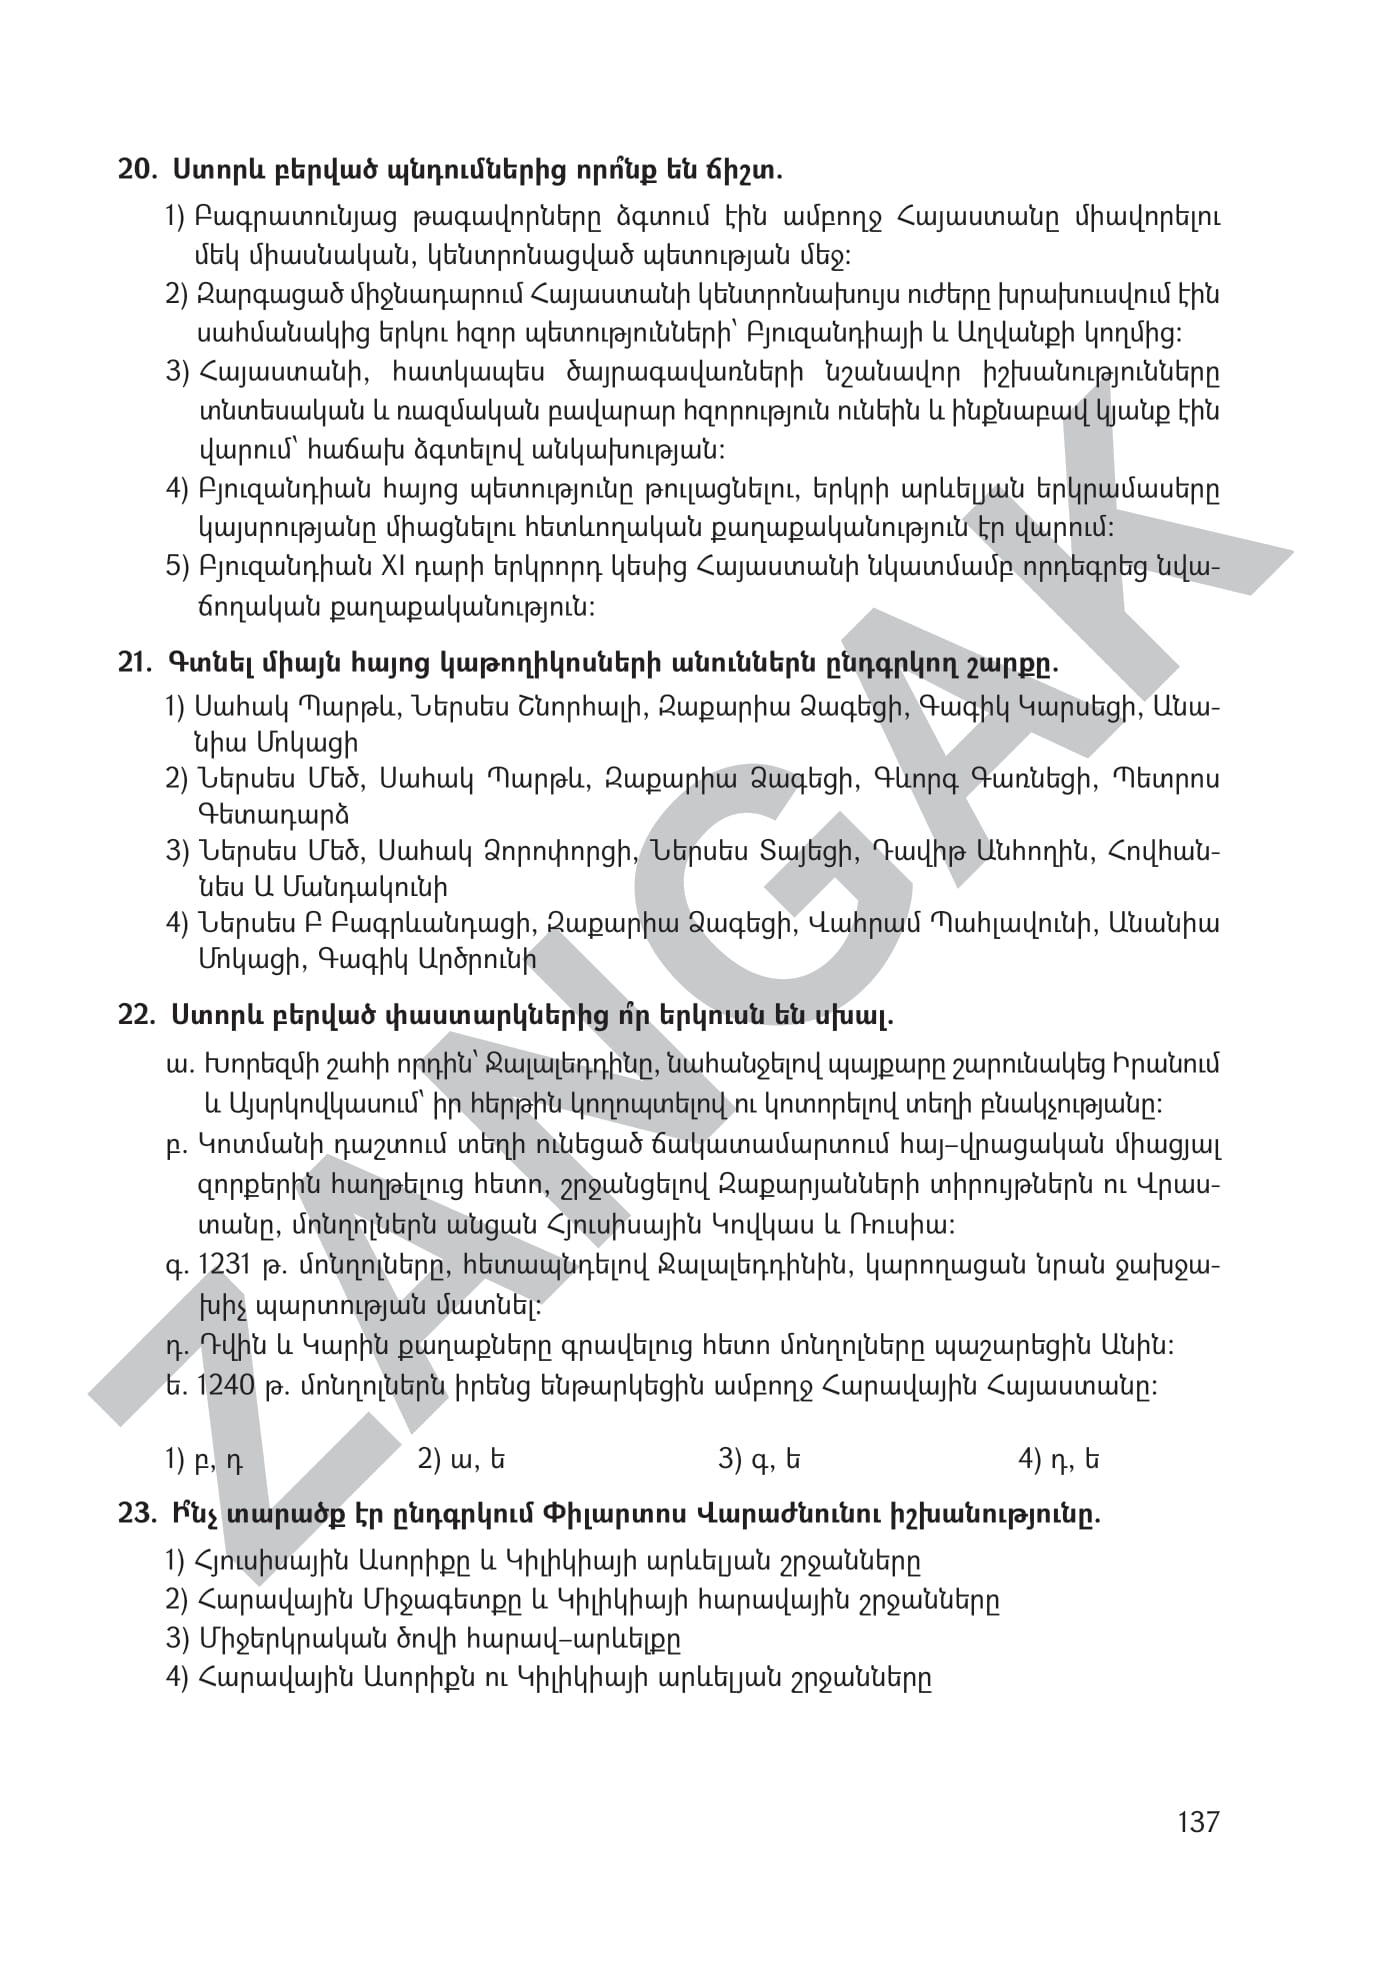 20. Ստորև բերված պնդումներից որո՞նք են ճիշտ.
1) Բագրատունյաց թագավորները ձգտում էին ամբողջ Հայաստանը միավորելու
մեկ միասնական, կենտրոնացված պետության մեջ:
2) Զարգացած միջնադարում Հայաստանի կենտրոնախույս ուժերը խրախուսվում էին
սահմանակից երկու հզոր պետությունների՝ Բյուզանդիայի և Աղվանքի կողմից:
3) Հայաստանի, հատկապես ծայրագավառների նշանավոր իշխանությունները
տնտեսական և ռազմական բավարար հզորություն ունեին և ինքնաբավ կյանք էին
վարում՝ հաճախ ձգտելով անկախության:
4) Բյուզանդիան հայոց պետությունը թուլացնելու, երկրի արևելյան երկրամասերը
կայսրությանը միացնելու հետևողական քաղաքականություն էր վարում:
5) Բյուզանդիան XI դարի երկրորդ կեսից Հայաստանի նկատմամբ որդեգրեց նվա-
ճողական քաղաքականություն:
21. Գտնել միայն հայոց կաթողիկոսների անուններն ընդգրկող շարքը.
1) Սահակ Պարթև, Ներսես Շնորհալի, Զաքարիա Ձագեցի, Գագիկ Կարսեցի, Անա-
նիա Մոկացի
2) Ներսես Մեծ, Սահակ Պարթև, Զաքարիա Ձագեցի, Գևորգ Գառնեցի, Պետրոս
Գետադարձ
3) Ներսես Մեծ, Սահակ Ձորոփորցի, Ներսես Տայեցի, Դավիթ Անհողին, Հովհան-
նես Ա Մանդակունի
4) Ներսես Բ Բագրևանդացի, Զաքարիա Ձագեցի, Վահրամ Պահլավունի, Անանիա
Մոկացի, Գագիկ Արծրունի
22. Ստորև բերված փաստարկներից ո՞ր երկուսն են սխալ.
ա. Խորեզմի շահի որդին՝ Ջալալեդդինը, նահանջելով պայքարը շարունակեց Իրանում
և Այսրկովկասում՝ իր հերթին կողոպտելով ու կոտորելով տեղի բնակչությանը:
բ. Կոտմանի դաշտում տեղի ունեցած ճակատամարտում հայ–վրացական միացյալ
զորքերին հաղթելուց հետո, շրջանցելով Զաքարյանների տիրույթներն ու Վրաս-
տանը, մոնղոլներն անցան Հյուսիսային Կովկաս և Ռուսիա:
գ. 1231 թ. մոնղոլները, հետապնդելով Ջալալեդդինին, կարողացան նրան ջախջա-
խիչ պարտության մատնել:
դ. Դվին և Կարին քաղաքները գրավելուց հետո մոնղոլները պաշարեցին Անին:
ե. 1240 թ. մոնղոլներն իրենց ենթարկեցին ամբողջ Հարավային Հայաստանը:
1) բ, դ 2) ա, ե 3) գ, ե 4) դ, ե
23. Ի՞նչ տարածք էր ընդգրկում Փիլարտոս Վարաժնունու իշխանությունը.
1) Հյուսիսային Ասորիքը և Կիլիկիայի արևելյան շրջանները
2) Հարավային Միջագետքը և Կիլիկիայի հարավային շրջանները
3) Միջերկրական ծովի հարավ–արևելքը
4) Հարավային Ասորիքն ու Կիլիկիայի արևելյան շրջանները
137
ZANGAK